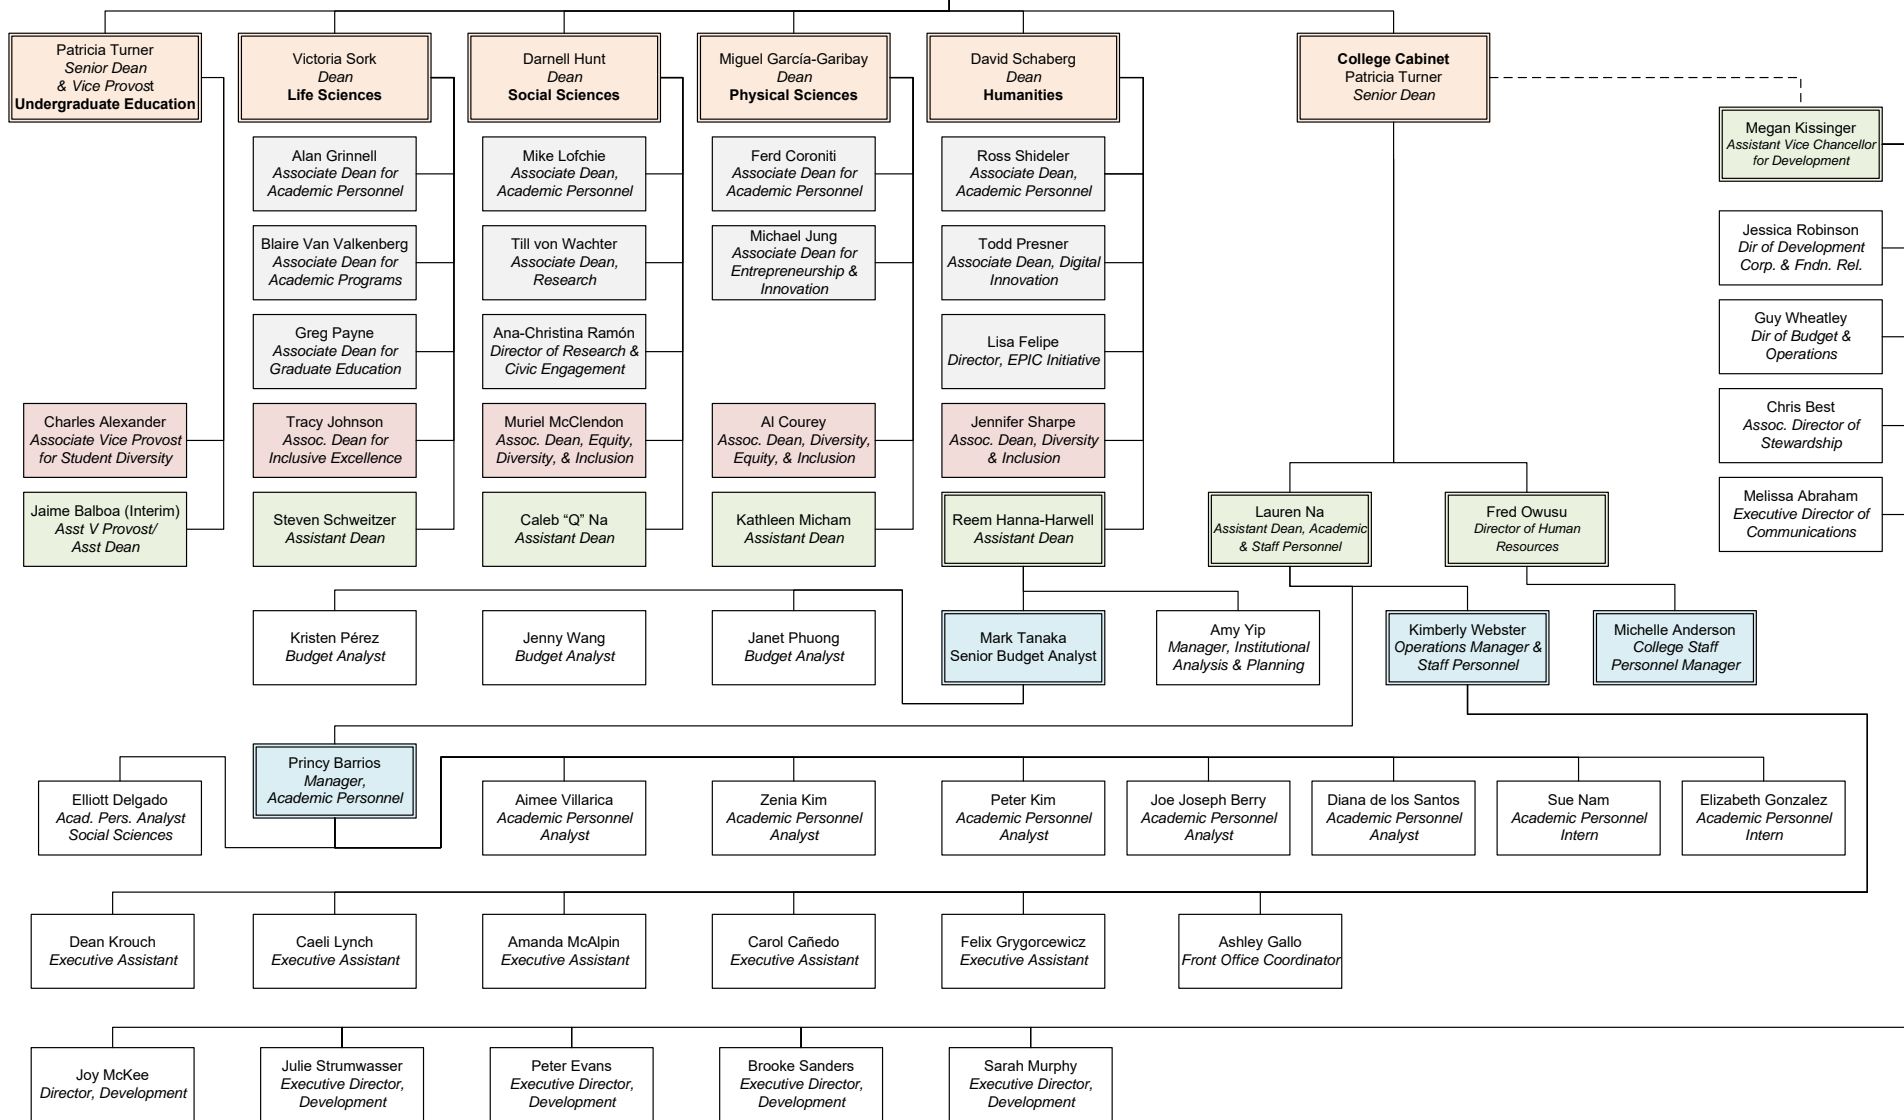 Patricia Turner
Senior Dean
& Vice Provost
Undergraduate Education
Victoria Sork
Dean
Life Sciences
Darnell Hunt
Dean
Social Sciences
Miguel García-Garibay
Dean
Physical Sciences
David Schaberg
Dean
Humanities
College Cabinet
Patricia Turner
Senior Dean
Megan Kissinger
Assistant Vice Chancellor
for Development
Alan Grinnell
Associate Dean for
Academic Personnel
Mike Lofchie
Associate Dean,
Academic Personnel
Ferd Coroniti
Associate Dean for
Academic Personnel
Ross Shideler
Associate Dean,
Academic Personnel
Blaire Van Valkenberg
Associate Dean for
Academic Programs
Till von Wachter
Associate Dean,
Research
Michael Jung
Associate Dean for
Entrepreneurship &
Innovation
Todd Presner
Associate Dean, Digital
Innovation
Jessica Robinson
Dir of Development
Corp. & Fndn. Rel.
Greg Payne
Associate Dean for
Graduate Education
Ana-Christina Ramón
Director of Research &
Civic Engagement
Lisa Felipe
Director, EPIC Initiative
Guy Wheatley
Dir of Budget &
Operations
Charles Alexander
Associate Vice Provost
for Student Diversity
Tracy Johnson
Assoc. Dean for
Inclusive Excellence
Muriel McClendon
Assoc. Dean, Equity,
Diversity, & Inclusion
Al Courey
Assoc. Dean, Diversity,
Equity, & Inclusion
Jennifer Sharpe
Assoc. Dean, Diversity
& Inclusion
Chris Best
Assoc. Director of
Stewardship
Jaime Balboa (Interim)
Asst V Provost/
Asst Dean
Steven Schweitzer
Assistant Dean
Caleb “Q” Na
Assistant Dean
Kathleen Micham
Assistant Dean
Reem Hanna-Harwell
Assistant Dean
Lauren Na
Assistant Dean, Academic
& Staff Personnel
Fred Owusu
Director of Human
Resources
Melissa Abraham
Executive Director of
Communications
Kristen Pérez
Budget Analyst
Jenny Wang
Budget Analyst
Janet Phuong
Budget Analyst
Mark Tanaka
Senior Budget Analyst
Amy Yip
Manager, Institutional
Analysis & Planning
Kimberly Webster
Operations Manager &
Staff Personnel
Michelle Anderson
College Staff
Personnel Manager
Princy Barrios
Manager,
Academic Personnel
Elliott Delgado
Acad. Pers. Analyst
Social Sciences
Aimee Villarica
Academic Personnel
Analyst
Zenia Kim
Academic Personnel
Analyst
Peter Kim
Academic Personnel
Analyst
Joe Joseph Berry
Academic Personnel
Analyst
Diana de los Santos
Academic Personnel
Analyst
Sue Nam
Academic Personnel
Intern
Elizabeth Gonzalez
Academic Personnel
Intern
Dean Krouch
Executive Assistant
Caeli Lynch
Executive Assistant
Amanda McAlpin
Executive Assistant
Carol Cañedo
Executive Assistant
Felix Grygorcewicz
Executive Assistant
Ashley Gallo
Front Office Coordinator
Joy McKee
Director, Development
Julie Strumwasser
Executive Director,
Development
Peter Evans
Executive Director,
Development
Brooke Sanders
Executive Director,
Development
Sarah Murphy
Executive Director,
Development